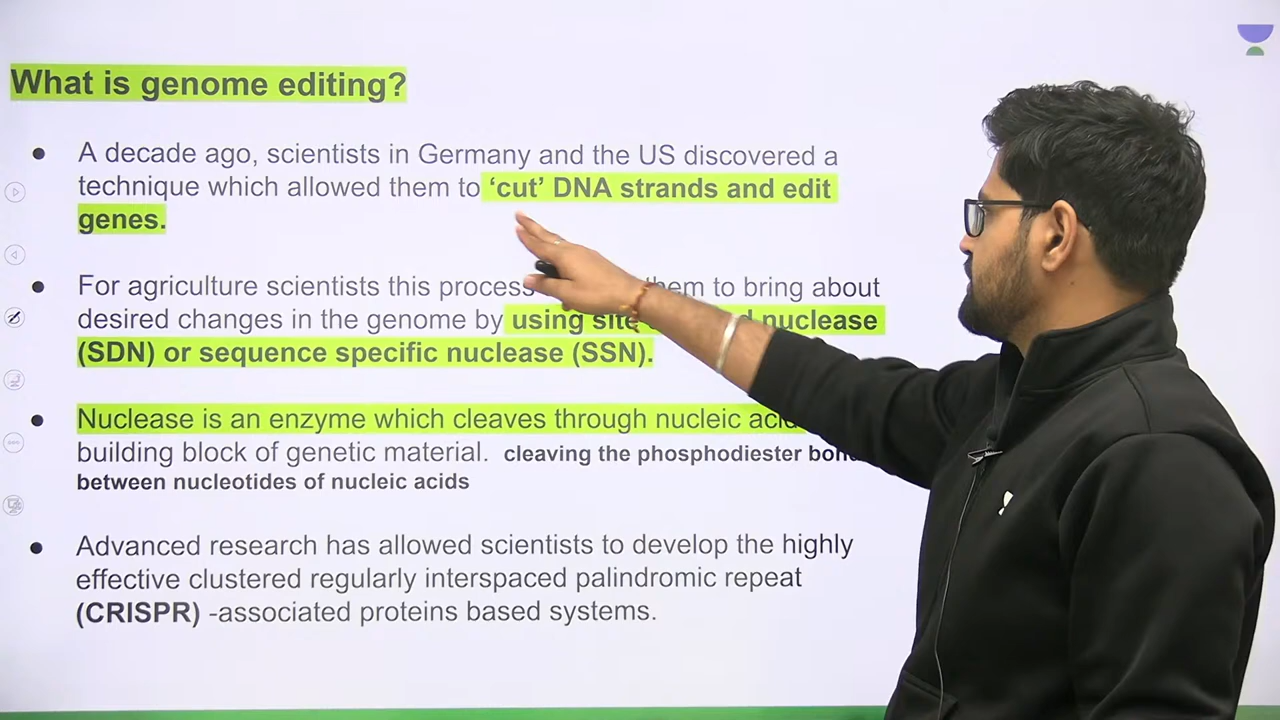 What is genome editing?
A decade ago, scientists in Germany and the US discovered a
technique which allowed them to ‘cut’ DNA strands and edit
genes.
For agriculture scientists this process to bring about
desired changes in the genome by using nuclease
(SDN) or sequence specific nuclease (SSN).
Nuclease is an enzyme which cleaves through nucleic
building block of genetic material. cleaving the phosphodiester
between nucleotides of nucleic acids
Advanced research has allowed scientists to develop the highly
effective clustered regularly interspaced palindromic repeat
(CRISPR) -associated proteins based systems.